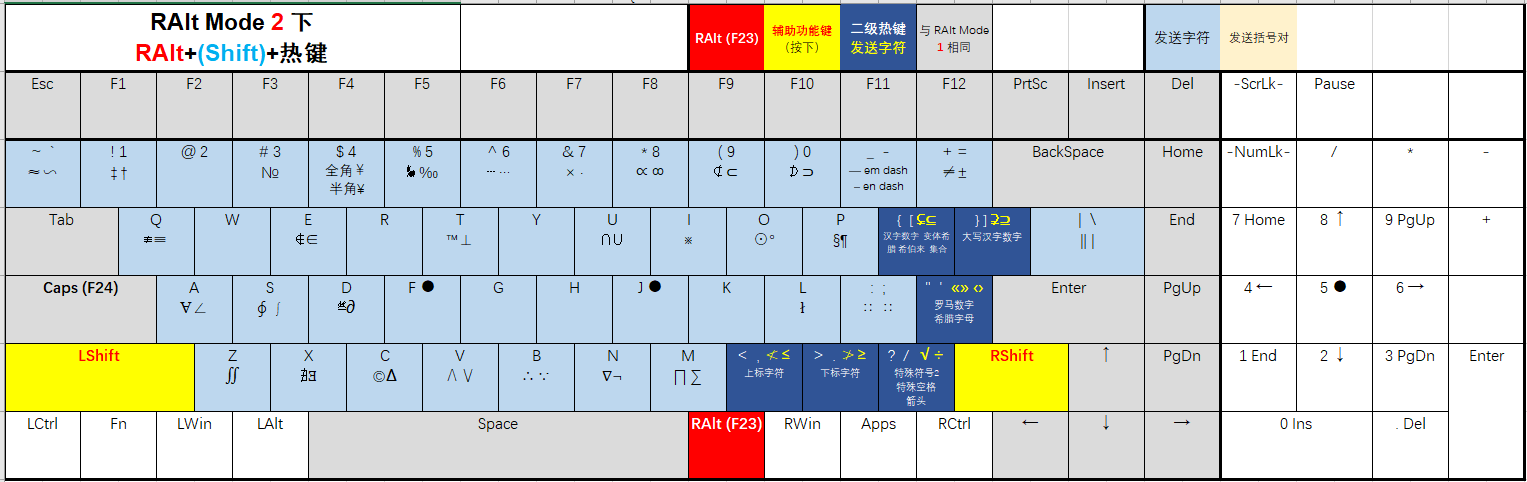 RAlt Mode 2 下
RAlt+(Shift)+热键
RAlt (F23)
辅助功能键
（按下）
二级热键
发送字符
与 RAlt Mode
1 相同
发送字符
发送括号对
Esc F1 F2 F3 F4 F5 F6 F7 F8 F9 F10 F11 F12 PrtSc Insert Del -ScrLk- Pause
~ ` ! 1 @ 2 # 3 $ 4 % 5 ^ 6 & 7 * 8 ( 9 ) 0 _ - + = BackSpace Home -NumLk- / * -
≈∽ ‡† № 全角￥ ‰ ┅ … × · ∝ ∞ ⊄ ⊂ ⊅ ⊃ — em dash ≠ ±
半角¥ – en dash
Tab Q W E R T Y U I O P { [ ⊊⊆ } ] ⊋⊇ | \ End 7 Home 8 ↑ 9 PgUp +
≢≡ ∉∈ ™⊥ ∩∪ ※ ⊙° §¶ 汉字数字 变体希 大写汉字数字 ‖ |
腊 希伯来 集合
Caps (F24) A S D F ● G H J ● K L : ; " ' «» ‹› Enter PgUp 4 ← 5 ● 6 →
∀∠ ∮ ∫ ∂ ł ∷ ∷ 罗马数字
希腊字母
LShift Z X C V B N M < , ≮ ≤ > . ≯ ≥ ? / √ ÷ RShift ↑ PgDn 1 End 2 ↓ 3 PgDn Enter
∬ ∄∃ ©Δ ∧ ∨ ∴ ∵ ∇¬ ∏ ∑ 上标字符 下标字符 特殊符号2
特殊空格
箭头
LCtrl Fn LWin LAlt Space RAlt (F23) RWin Apps RCtrl ← ↓ → 0 Ins . Del